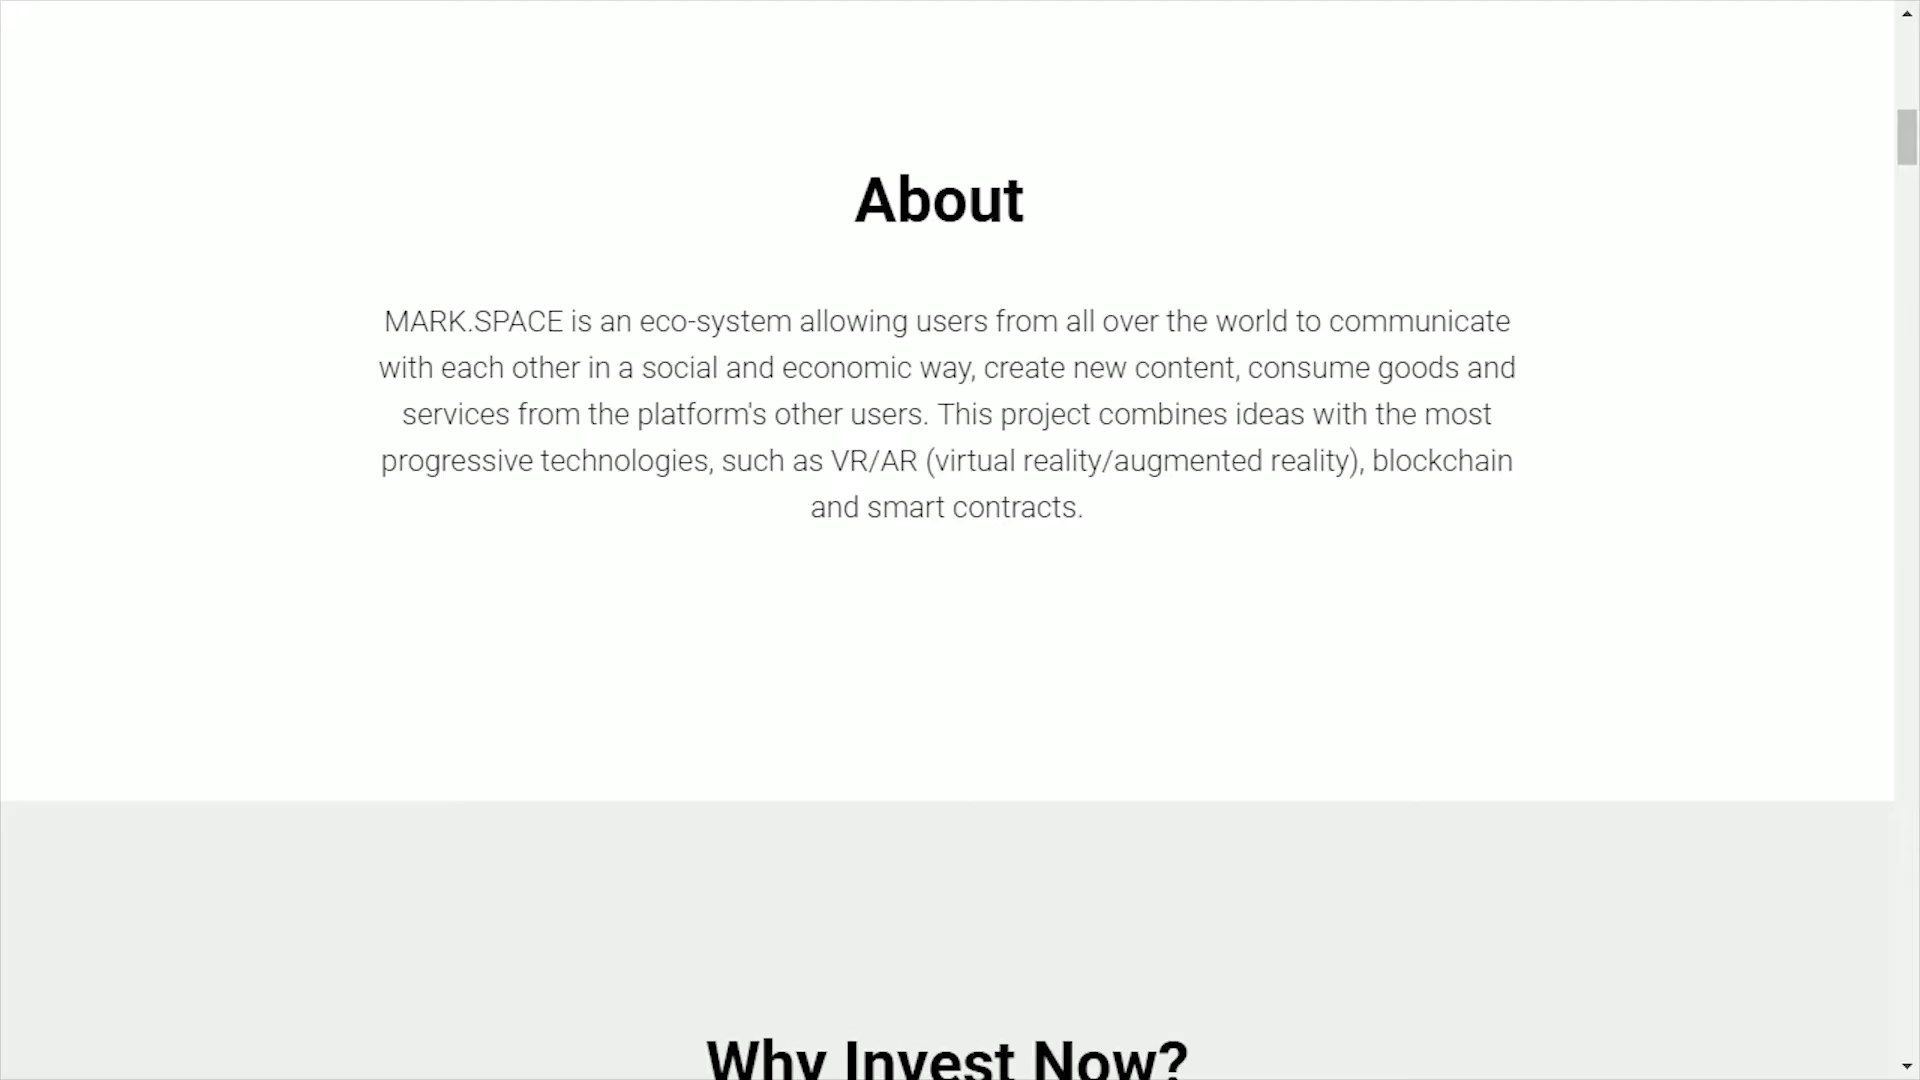 About
MARK.SPACE is an eco-system allowing users from all over the world to communicate
with each other in a social and economic way, create new content, consume goods and
services from the platform's other users. This project combines ideas with the most
progressive technologies, such as VR/AR (virtual reality/augmented reality), blockchain
and smart contracts.
Why Invest Now?